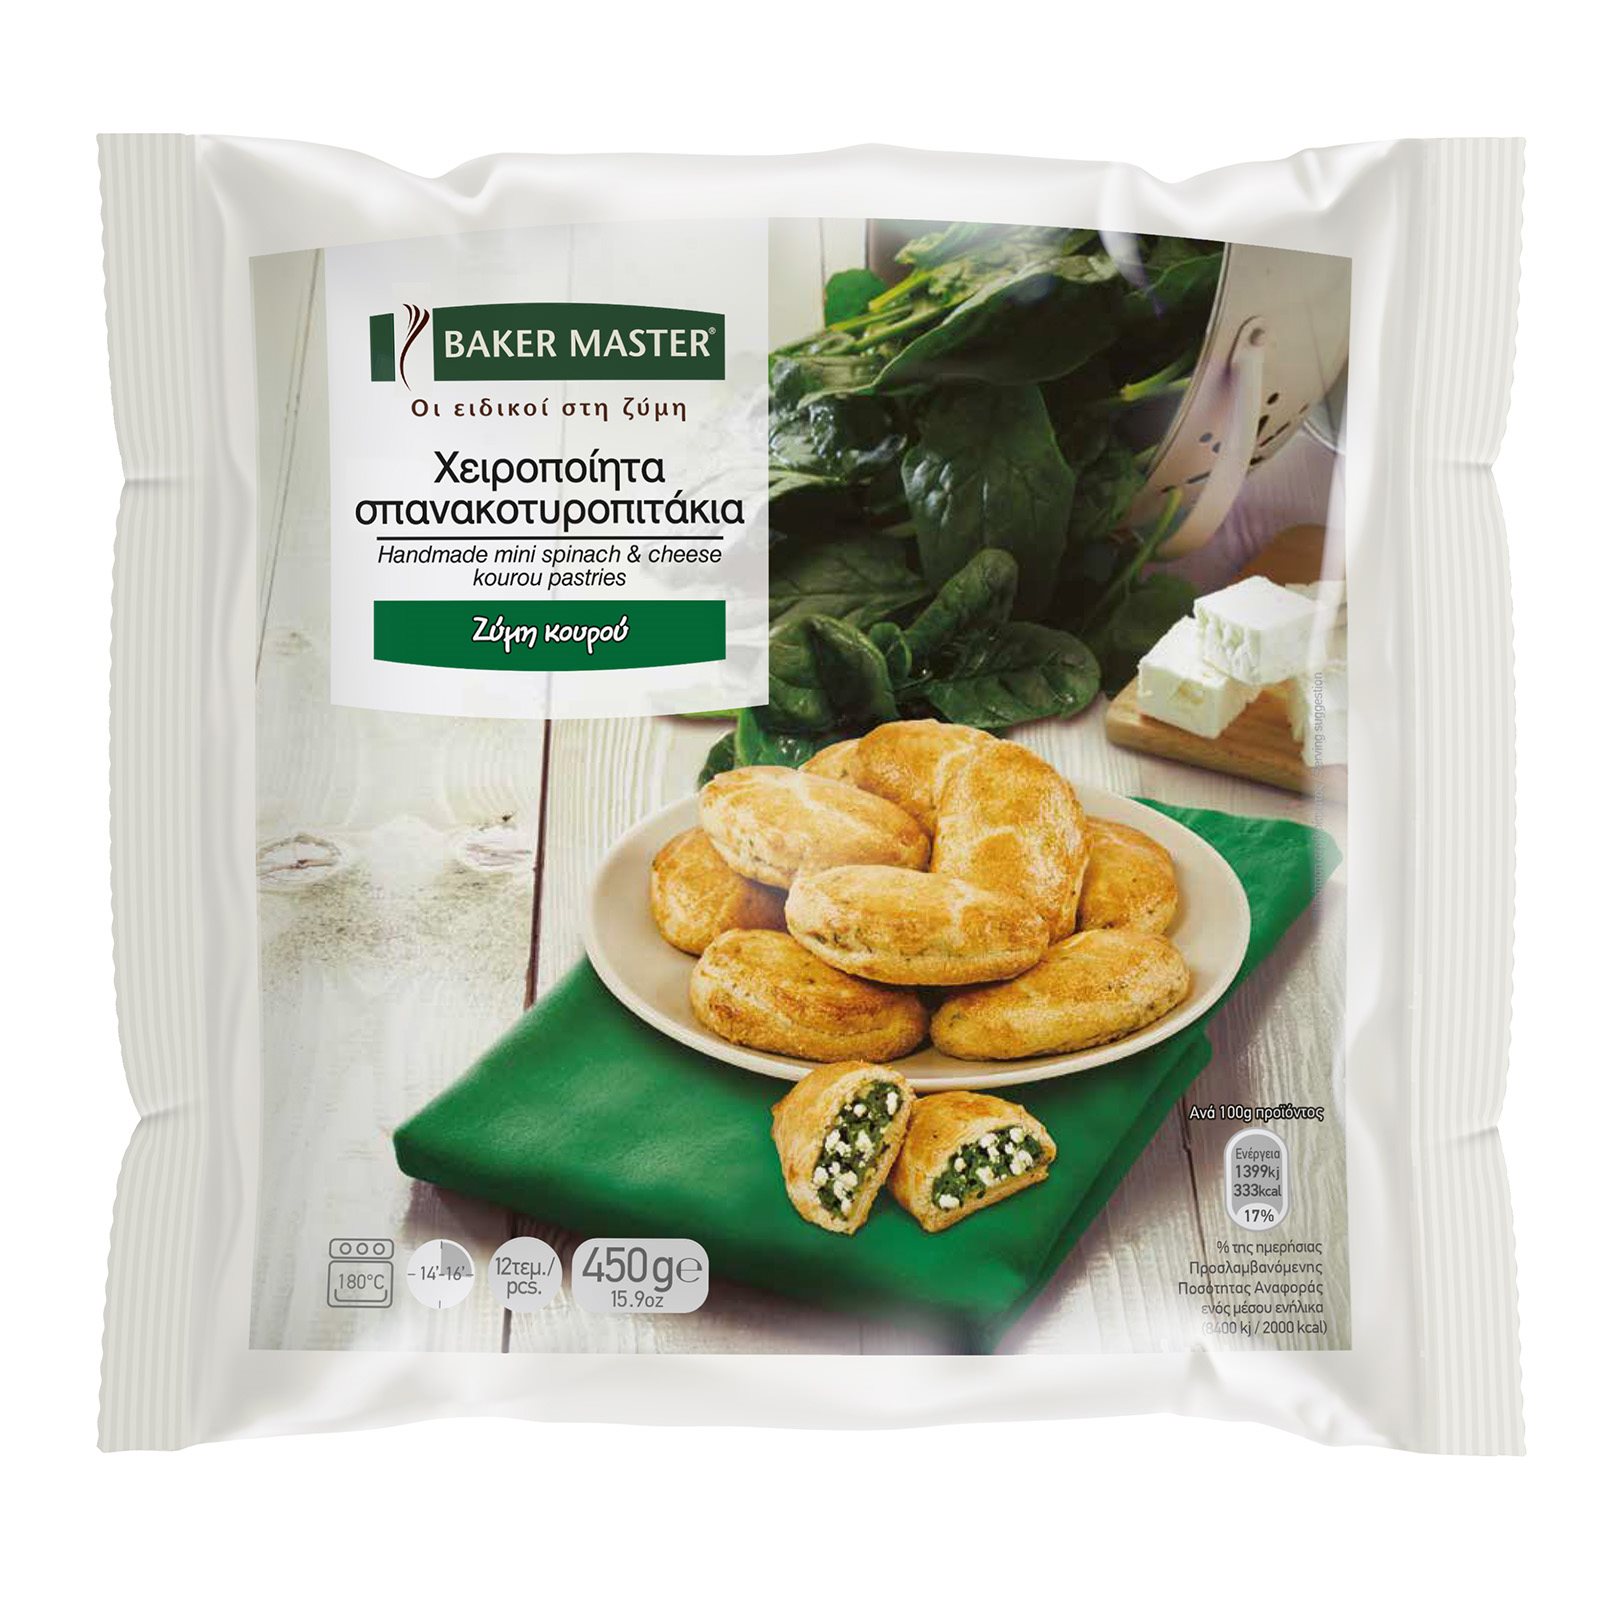 BAKER MASTER®
Οι ειδικοί στη ζύμη
Χειροποίητα
σπανακοτυροπιτάκια
Handmade mini spinach & cheese
kourou pastries
Ζύμη κουρού
serving suggestion
Ανά 100g προϊόντος
Ενέργεια
1399kj
333kcal
17%
% της ημερήσιας
Προσλαμβανόμενης
Ποσότητας Αναφοράς
ενός μέσου ενήλικα
(8400 kj / 2000 kcal)
180°C
14'-16'
12τεμ./
pcs.
450g℮
15.9oz